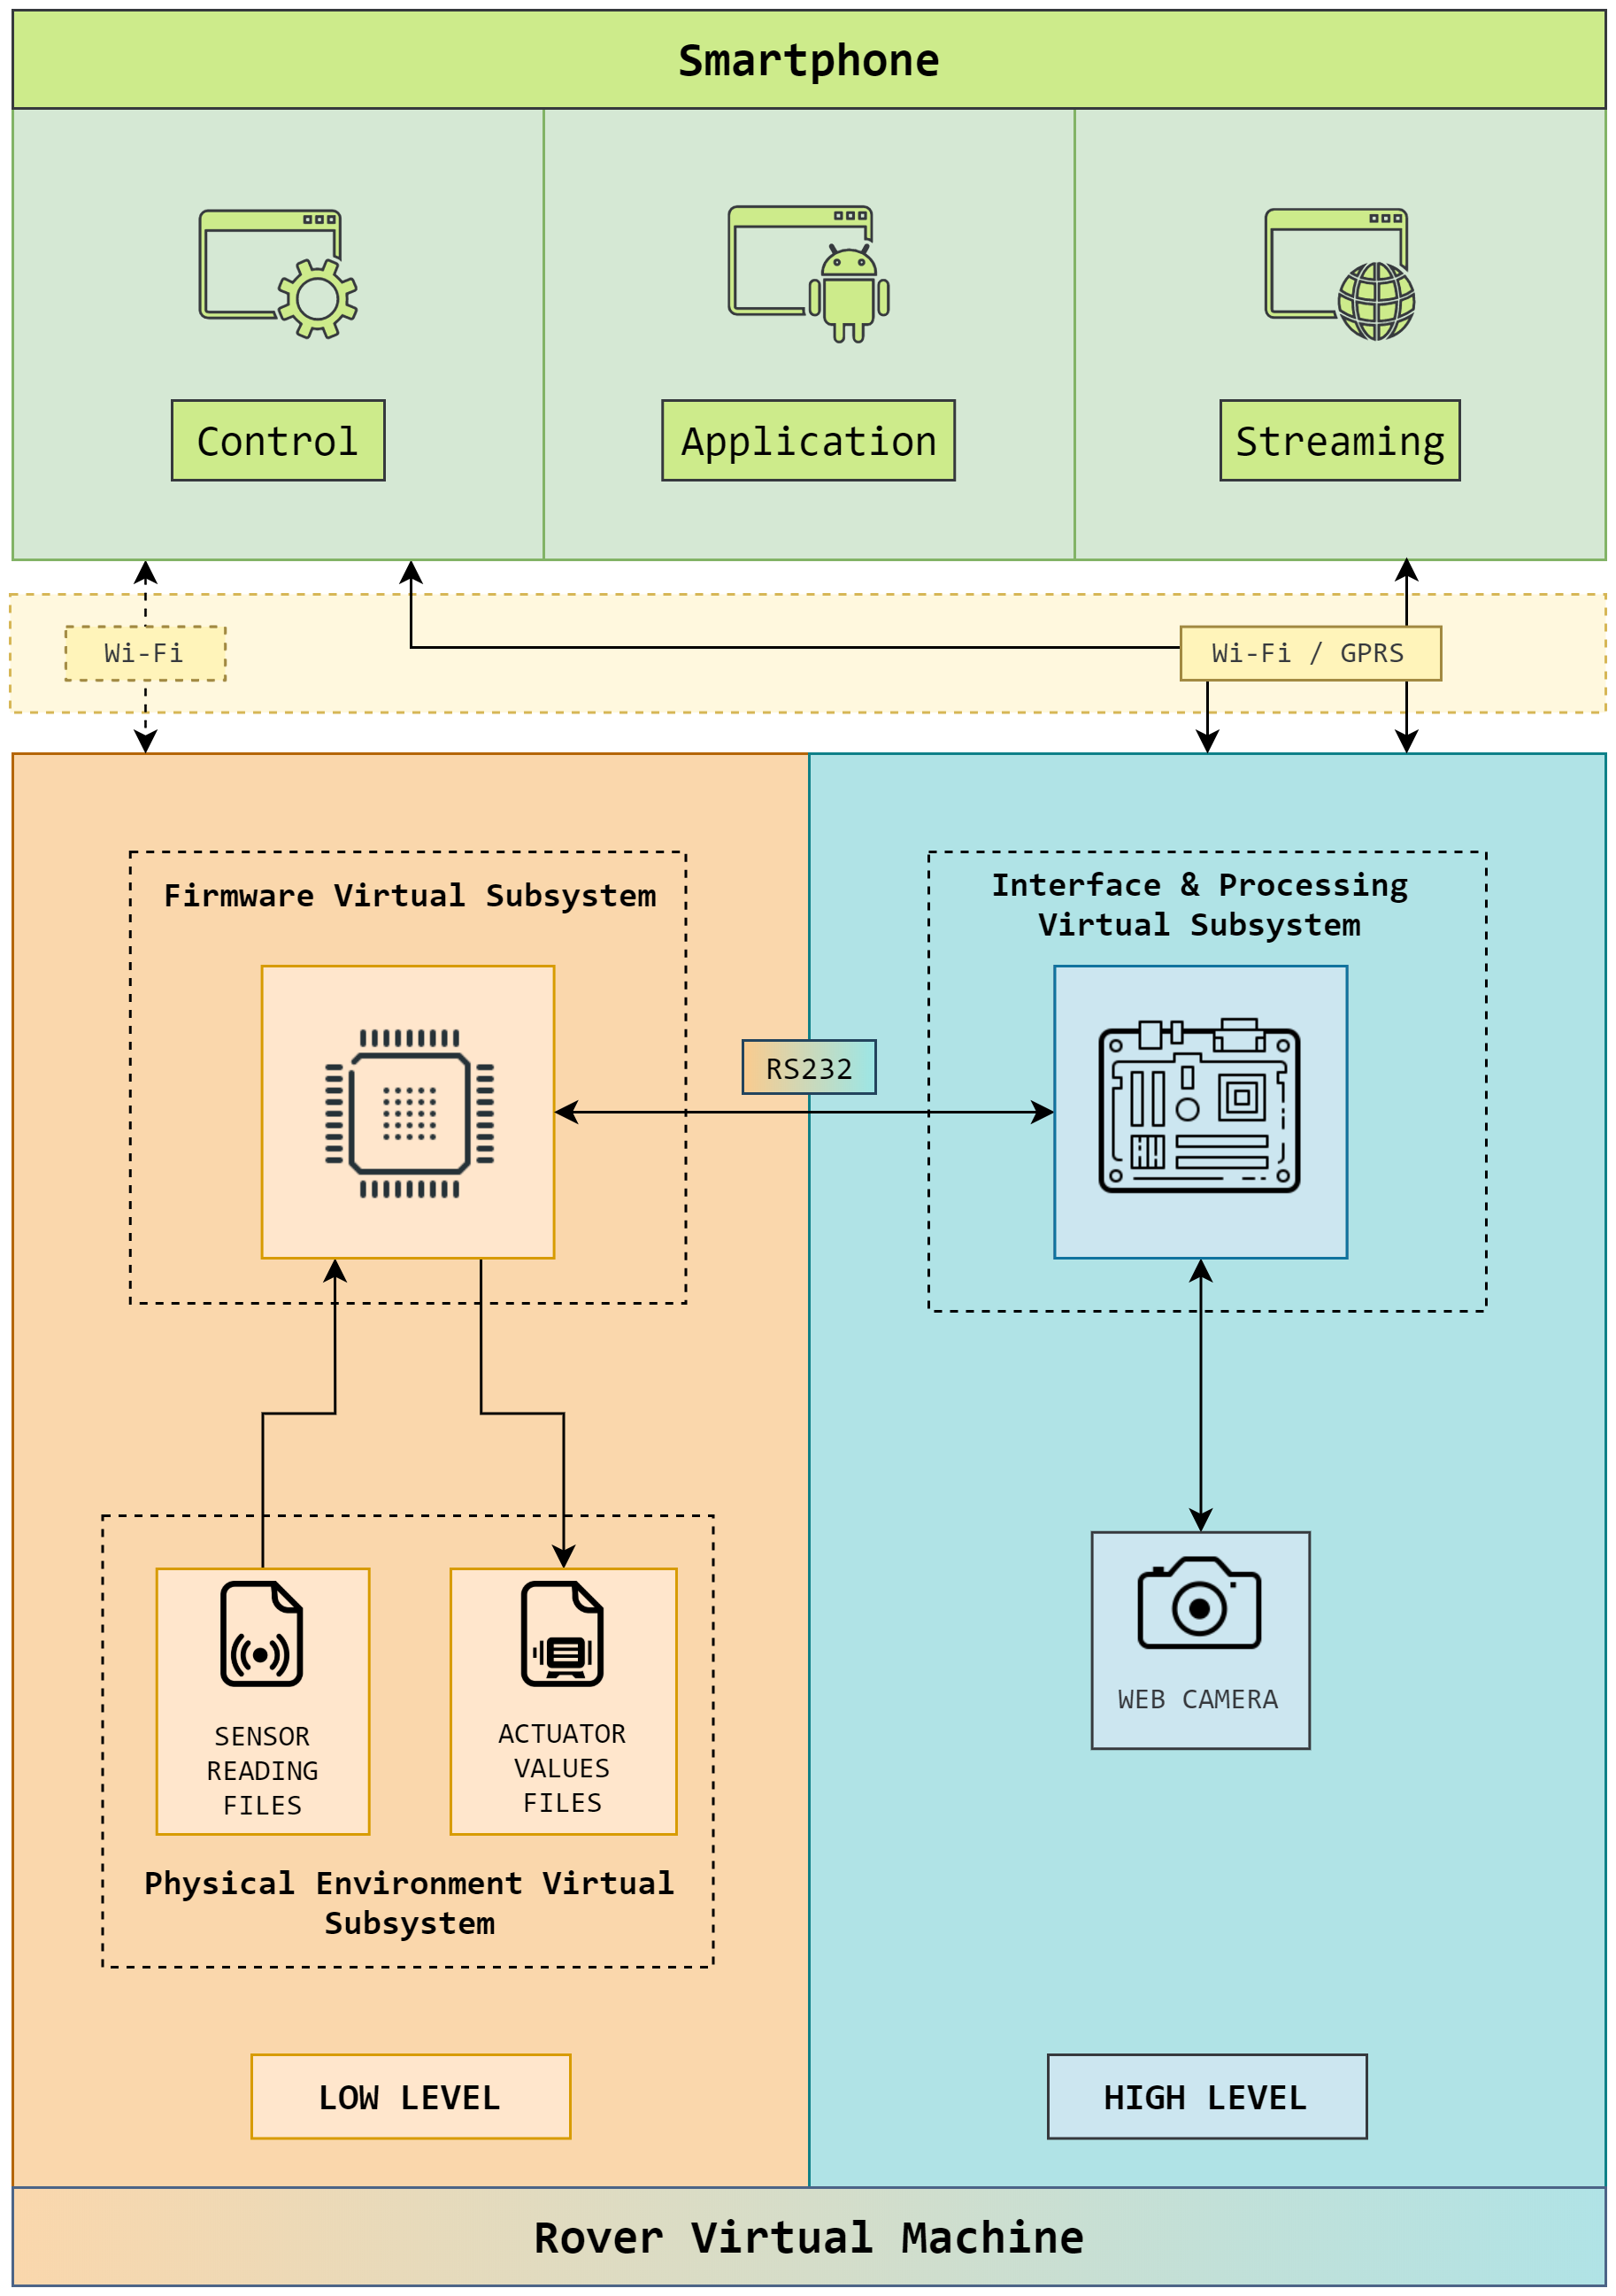 Smartphone
Control
Application
Streaming
Wi-Fi
Wi-Fi / GPRS
Firmware Virtual Subsystem
Interface & Processing
Virtual Subsystem
RS232
SENSOR
READING
FILES
ACTUATOR
VALUES
FILES
WEB CAMERA
Physical Environment Virtual
Subsystem
LOW LEVEL
HIGH LEVEL
Rover Virtual Machine